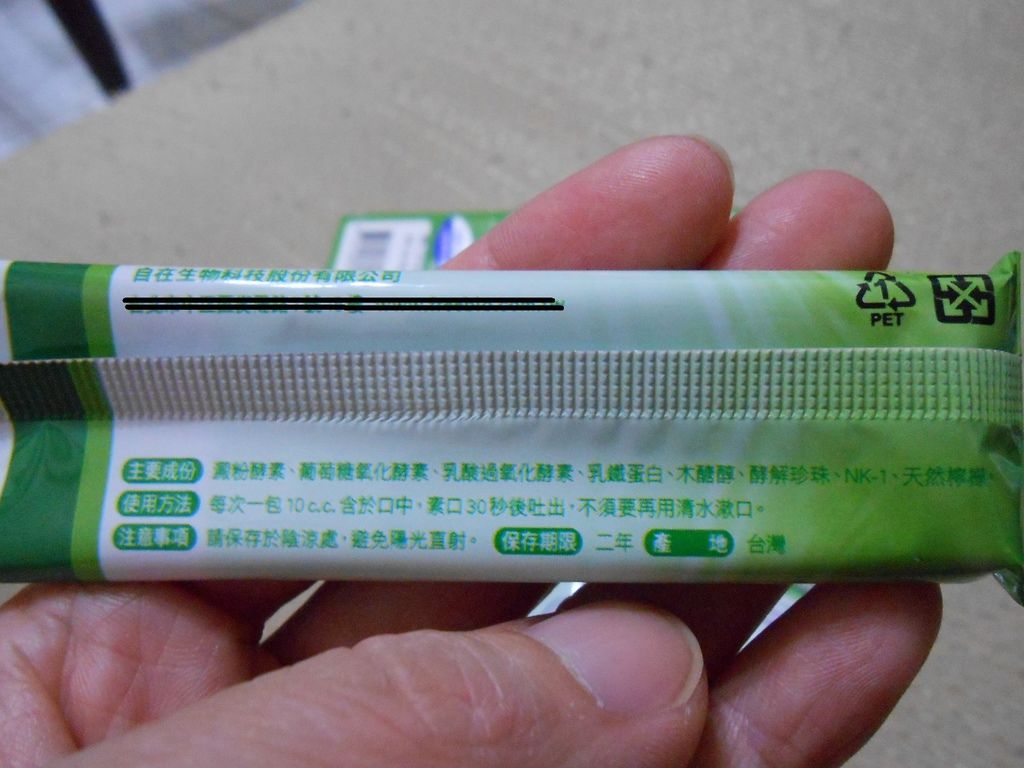 自在生物科技股份有限公司
PET
主要成份 澱粉酵素、葡萄糖氧化酵素、乳酸過氧化酵素、乳鐵蛋白、木醣醇、酵解珍珠、NK-1、天然檸檬
使用方法 每次一包 10 c.c. 含於口中，漱口 30 秒後吐出，不須要再用清水漱口。
注意事項 請保存於陰涼處，避免陽光直射。 保存期限 二年 產地 台灣